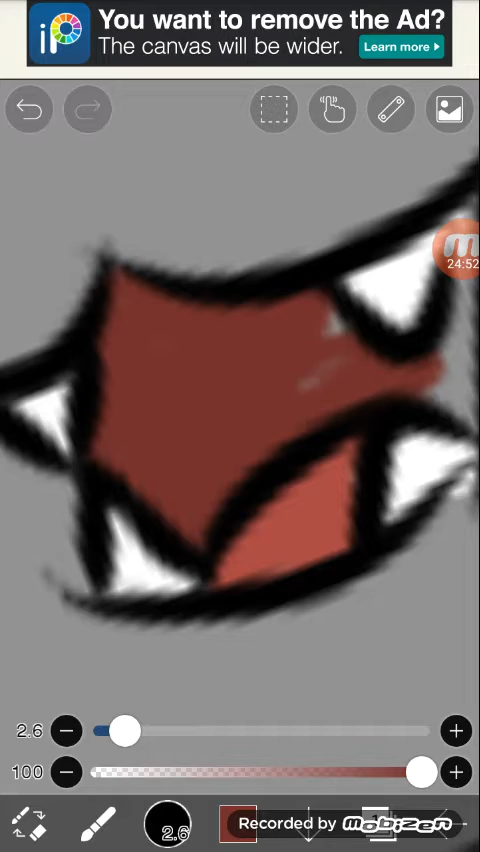 iP You want to remove the Ad?
The canvas will be wider. Learn more
24:52
2.6
100
2.6
Recorded by mobizen